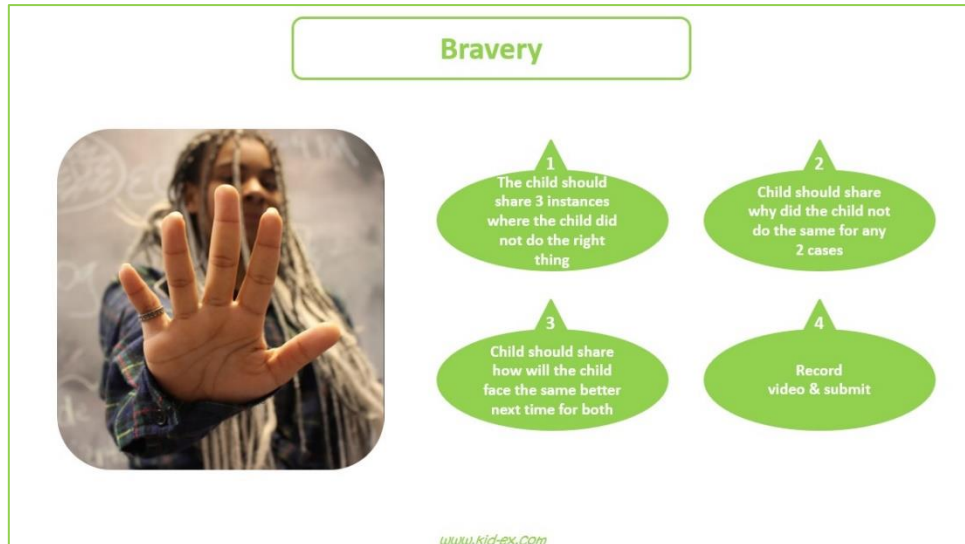 Bravery
1
The child should
share 3 instances
where the child did
not do the right
thing
2
Child should share
why did the child not
do the same for any
2 cases
3
Child should share
how will the child
face the same better
next time for both
4
Record
video & submit
www.kid-ex.com